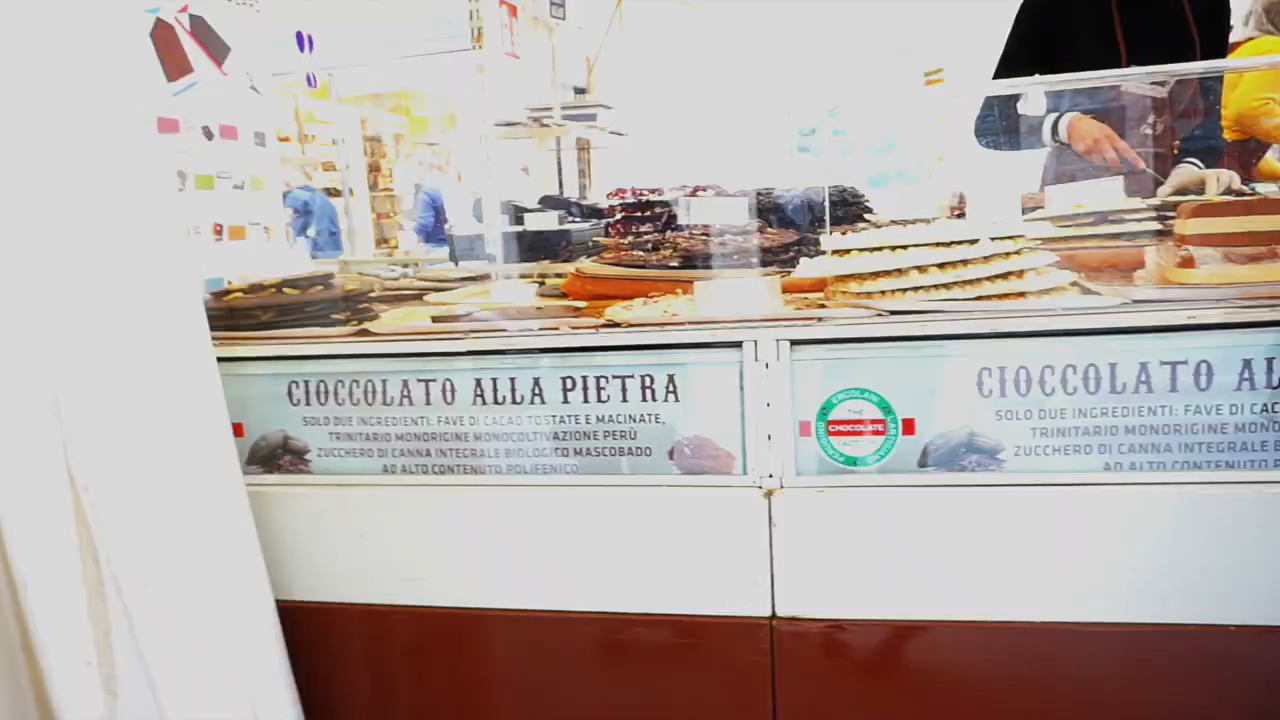 CIOCCOLATO ALLA PIETRA
SOLO DUE INGREDIENTI: FAVE DI CACAO TOSTATE E MACINATE,
TRINITARIO MONORIGINE MONOCOLTIVAZIONE PERÙ
ZUCCHERO DI CANNA INTEGRALE BIOLOGICO MASCOBADO
AD ALTO CONTENUTO POLIFENICO
ERCOLANI
THE
CHOCOLATE
CIOCCOLATO AL
SOLO DUE INGREDIENTI: FAVE DI CAC
TRINITARIO MONORIGINE MONO
ZUCCHERO DI CANNA INTEGRALE B
AD ALTO CONTENUTO P